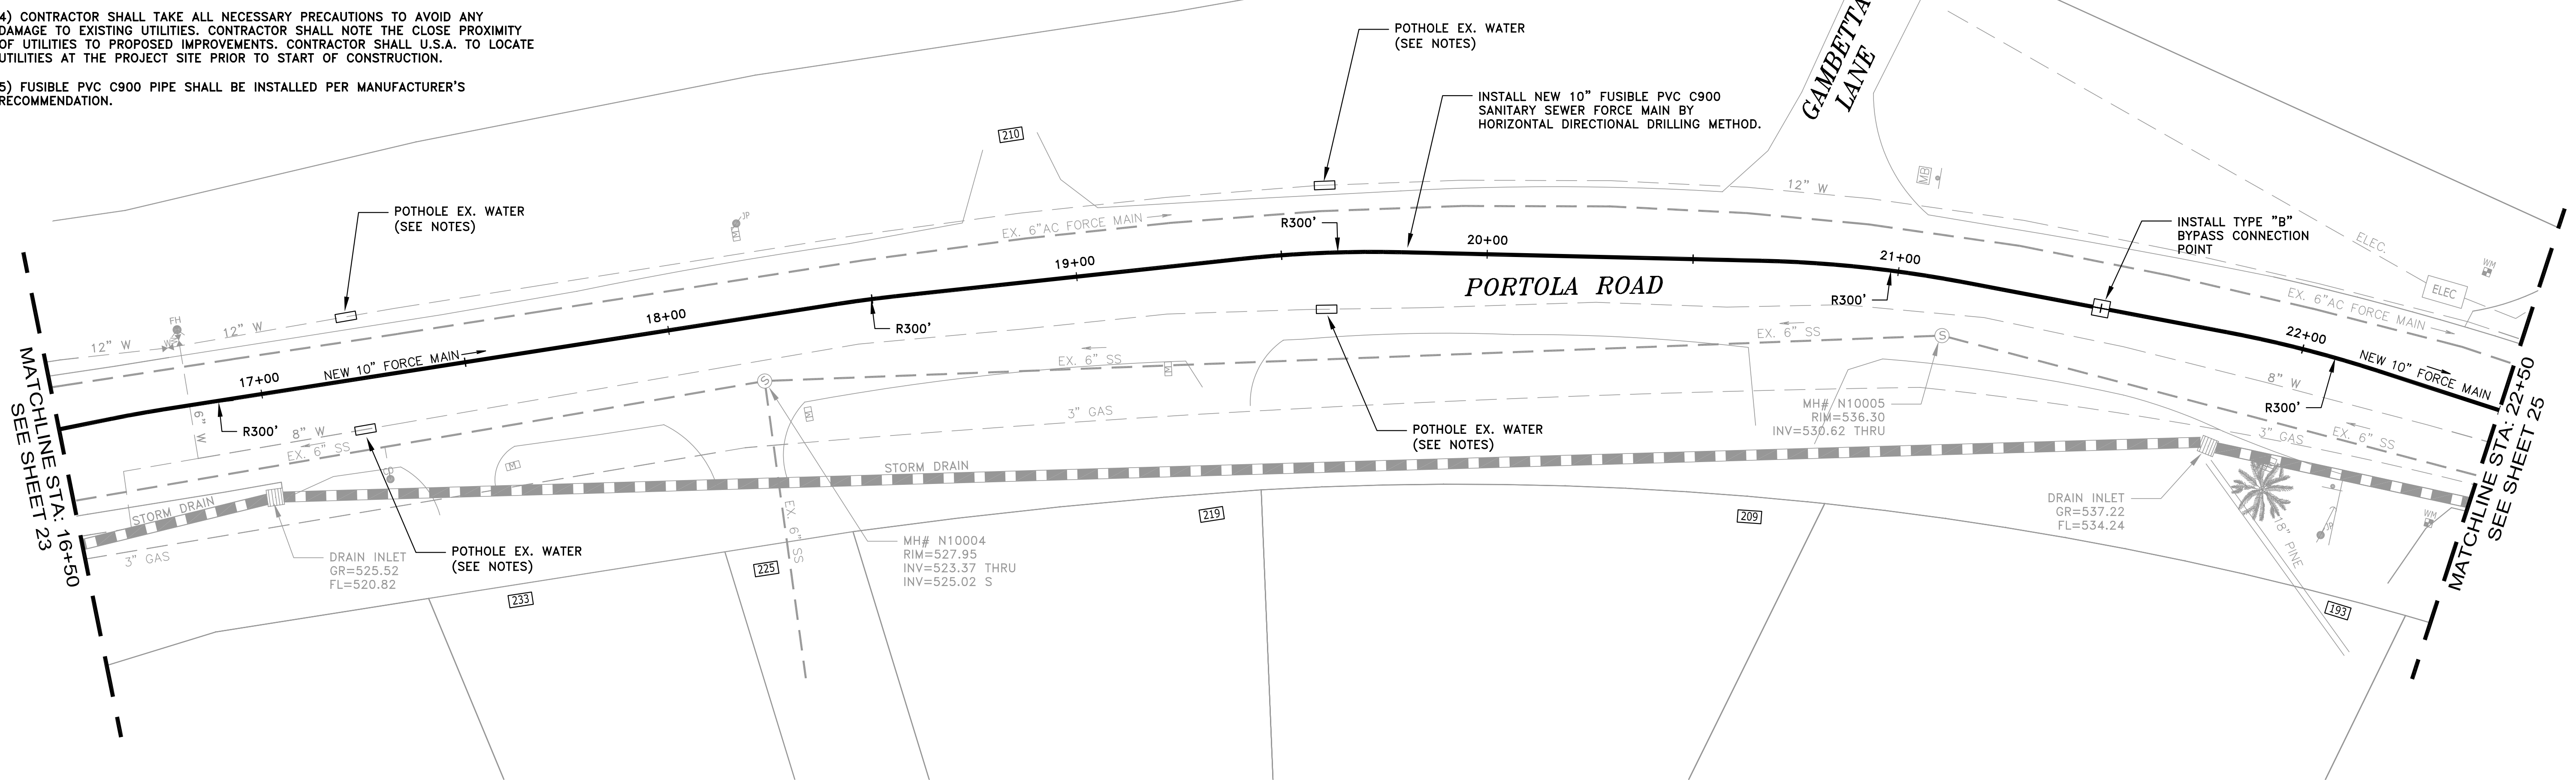 4) CONTRACTOR SHALL TAKE ALL NECESSARY PRECAUTIONS TO AVOID ANY
DAMAGE TO EXISTING UTILITIES. CONTRACTOR SHALL NOTE THE CLOSE PROXIMITY
OF UTILITIES TO PROPOSED IMPROVEMENTS. CONTRACTOR SHALL U.S.A. TO LOCATE
UTILITIES AT THE PROJECT SITE PRIOR TO START OF CONSTRUCTION.
5) FUSIBLE PVC C900 PIPE SHALL BE INSTALLED PER MANUFACTURER'S
RECOMMENDATION.
POTHOLE EX. WATER
(SEE NOTES)
INSTALL NEW 10" FUSIBLE PVC C900
SANITARY SEWER FORCE MAIN BY
HORIZONTAL DIRECTIONAL DRILLING METHOD.
GAMBETTA
LANE
210
POTHOLE EX. WATER
(SEE NOTES)
JP
M
EX. 6"AC FORCE MAIN
R300'
20+00
12" W
MB
INSTALL TYPE "B"
BYPASS CONNECTION
POINT
ELEC.
WM
ELEC
EX. 6"AC FORCE MAIN
19+00
PORTOLA ROAD
21+00
R300'
FH
12" W
12" W
18+00
R300'
EX. 6" SS
S
22+00
NEW 10" FORCE MAIN
MATCHLINE STA: 22+50
SEE SHEET 25
MATCHLINE STA: 16+50
SEE SHEET 23
17+00
NEW 10" FORCE MAIN
S
EX. 6" SS
M
8" W
R300'
6" W
R300'
8" W
EX. 6" SS
M
3" GAS
MH# N10005
RIM=536.30
INV=530.62 THRU
POTHOLE EX. WATER
(SEE NOTES)
3" GAS
EX. 6" SS
M
STORM DRAIN
STORM DRAIN
3" GAS
DRAIN INLET
GR=525.52
FL=520.82
POTHOLE EX. WATER
(SEE NOTES)
EX. 6" SS
MH# N10004
RIM=527.95
INV=523.37 THRU
INV=525.02 S
219
209
DRAIN INLET
GR=537.22
FL=534.24
18" PINE
JP
WM
225
233
193